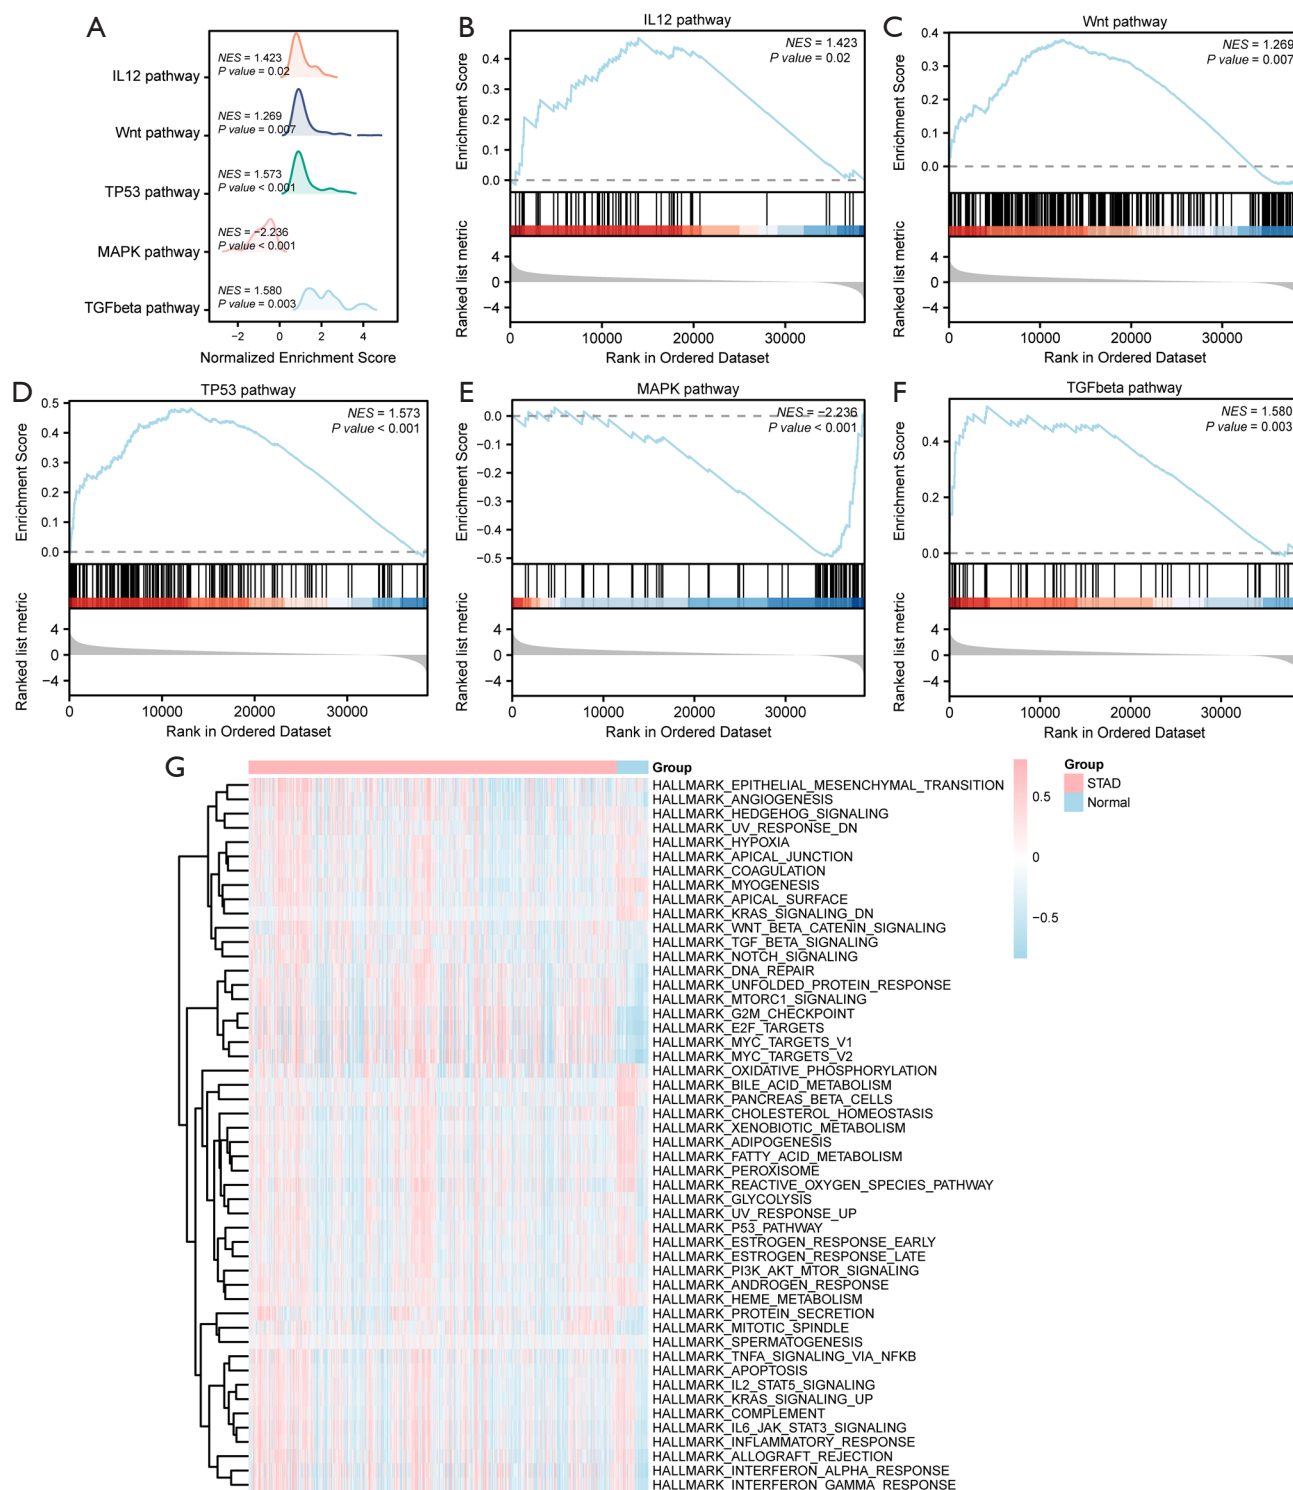 A
IL12 pathway
Wnt pathway
TP53 pathway
MAPK pathway
TGFbeta pathway
NES = 1.423
P value = 0.02
NES = 1.269
P value = 0.007
NES = 1.573
P value < 0.001
NES = −2.236
P value < 0.001
NES = 1.580
P value = 0.003
−2 0 2 4
Normalized Enrichment Score
B
IL12 pathway
NES = 1.423
P value = 0.02
Enrichment Score
0.4
0.3
0.2
0.1
0.0
Ranked list metric
4
0
−4
0 10000 20000 30000
Rank in Ordered Dataset
C
Wnt pathway
NES = 1.269
P value = 0.007
Enrichment Score
0.4
0.3
0.2
0.1
0.0
Ranked list metric
4
0
−4
0 10000 20000 30000
Rank in Ordered Dataset
D
TP53 pathway
NES = 1.573
P value < 0.001
Enrichment Score
0.5
0.4
0.3
0.2
0.1
0.0
Ranked list metric
4
0
−4
0 10000 20000 30000
Rank in Ordered Dataset
E
MAPK pathway
NES = −2.236
P value < 0.001
Enrichment Score
0.0
−0.1
−0.2
−0.3
−0.4
−0.5
Ranked list metric
4
0
−4
0 10000 20000 30000
Rank in Ordered Dataset
F
TGFbeta pathway
NES = 1.580
P value = 0.003
Enrichment Score
0.4
0.2
0.0
Ranked list metric
4
0
−4
0 10000 20000 30000
Rank in Ordered Dataset
G
Group
HALLMARK_EPITHELIAL_MESENCHYMAL_TRANSITION
HALLMARK_ANGIOGENESIS
HALLMARK_HEDGEHOG_SIGNALING
HALLMARK_UV_RESPONSE_DN
HALLMARK_HYPOXIA
HALLMARK_APICAL_JUNCTION
HALLMARK_COAGULATION
HALLMARK_MYOGENESIS
HALLMARK_APICAL_SURFACE
HALLMARK_KRAS_SIGNALING_DN
HALLMARK_WNT_BETA_CATENIN_SIGNALING
HALLMARK_TGF_BETA_SIGNALING
HALLMARK_NOTCH_SIGNALING
HALLMARK_DNA_REPAIR
HALLMARK_UNFOLDED_PROTEIN_RESPONSE
HALLMARK_MTORC1_SIGNALING
HALLMARK_G2M_CHECKPOINT
HALLMARK_E2F_TARGETS
HALLMARK_MYC_TARGETS_V1
HALLMARK_MYC_TARGETS_V2
HALLMARK_OXIDATIVE_PHOSPHORYLATION
HALLMARK_BILE_ACID_METABOLISM
HALLMARK_PANCREAS_BETA_CELLS
HALLMARK_CHOLESTEROL_HOMEOSTASIS
HALLMARK_XENOBIOTIC_METABOLISM
HALLMARK_ADIPOGENESIS
HALLMARK_FATTY_ACID_METABOLISM
HALLMARK_PEROXISOME
HALLMARK_REACTIVE_OXYGEN_SPECIES_PATHWAY
HALLMARK_GLYCOLYSIS
HALLMARK_UV_RESPONSE_UP
HALLMARK_P53_PATHWAY
HALLMARK_ESTROGEN_RESPONSE_EARLY
HALLMARK_ESTROGEN_RESPONSE_LATE
HALLMARK_PI3K_AKT_MTOR_SIGNALING
HALLMARK_ANDROGEN_RESPONSE
HALLMARK_HEME_METABOLISM
HALLMARK_PROTEIN_SECRETION
HALLMARK_MITOTIC_SPINDLE
HALLMARK_SPERMATOGENESIS
HALLMARK_TNFA_SIGNALING_VIA_NFKB
HALLMARK_APOPTOSIS
HALLMARK_IL2_STAT5_SIGNALING
HALLMARK_KRAS_SIGNALING_UP
HALLMARK_COMPLEMENT
HALLMARK_IL6_JAK_STAT3_SIGNALING
HALLMARK_INFLAMMATORY_RESPONSE
HALLMARK_ALLOGRAFT_REJECTION
HALLMARK_INTERFERON_ALPHA_RESPONSE
HALLMARK_INTERFERON_GAMMA_RESPONSE
0.5
0
−0.5
Group
STAD
Normal